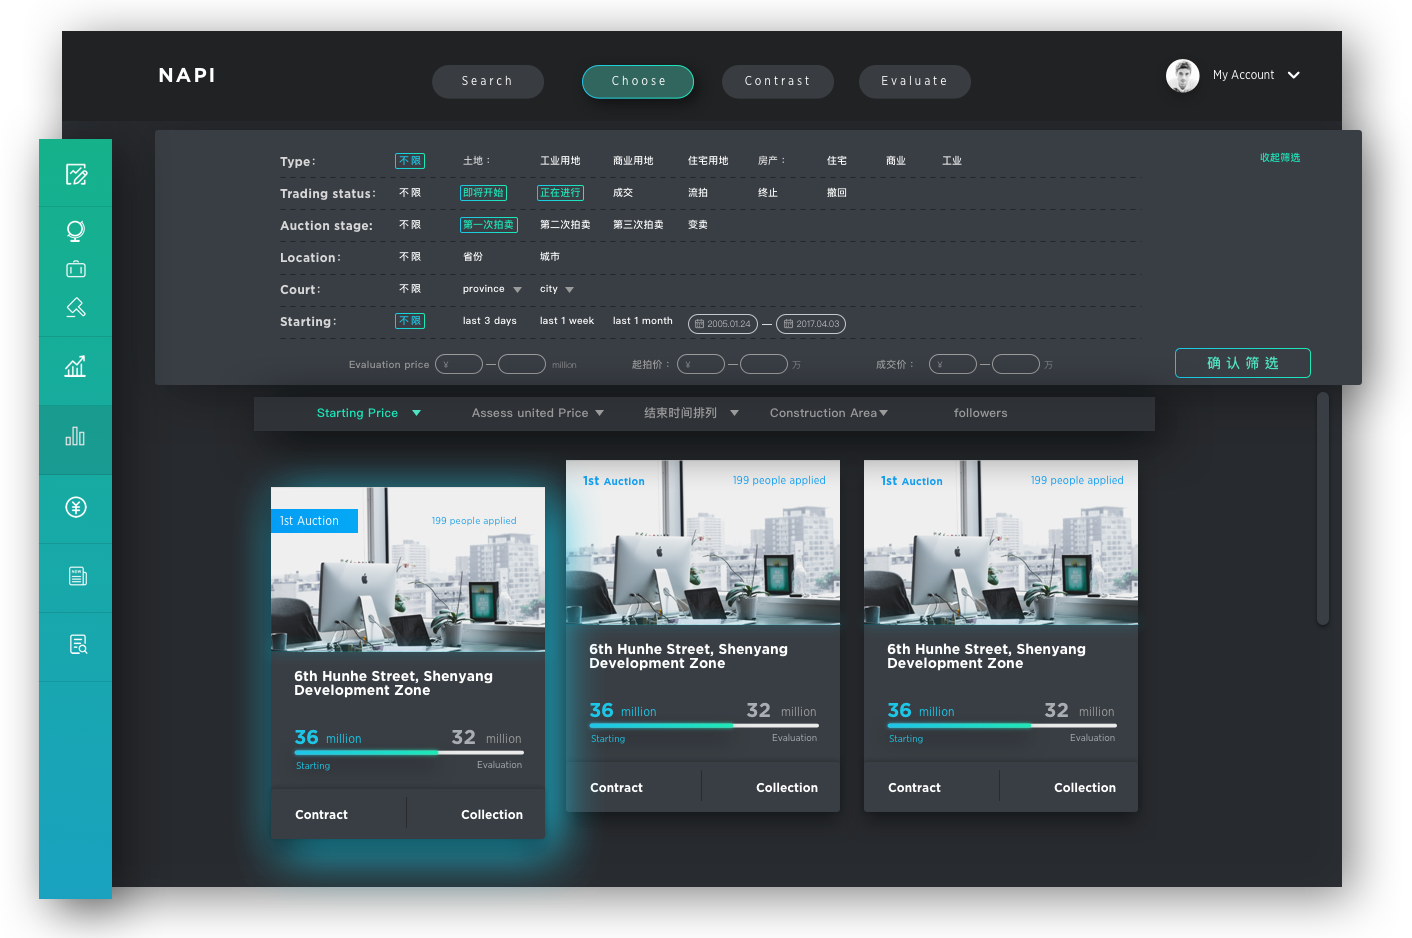 NAPI
Search Choose Contrast Evaluate My Account
Type: 不限 土地： 工业用地 商业用地 住宅用地 房产： 住宅 商业 工业 收起筛选
Trading status: 不限 即将开始 正在进行 成交 流拍 终止 撤回
Auction stage: 不限 第一次拍卖 第二次拍卖 第三次拍卖 变卖
Location: 不限 省份 城市
Court: 不限 province city
Starting: 不限 last 3 days last 1 week last 1 month 2005.01.24 — 2017.04.03
Evaluation price ¥ — million 起拍价： ¥ — 万 成交价： ¥ — 万 确认筛选
Starting Price Assess united Price 结束时间排列 Construction Area followers
1st Auction 199 people applied
6th Hunhe Street, Shenyang
Development Zone
36 million 32 million
Starting Evaluation
Contract Collection
1st Auction 199 people applied
6th Hunhe Street, Shenyang
Development Zone
36 million 32 million
Starting Evaluation
Contract Collection
1st Auction 199 people applied
6th Hunhe Street, Shenyang
Development Zone
36 million 32 million
Starting Evaluation
Contract Collection
NEW